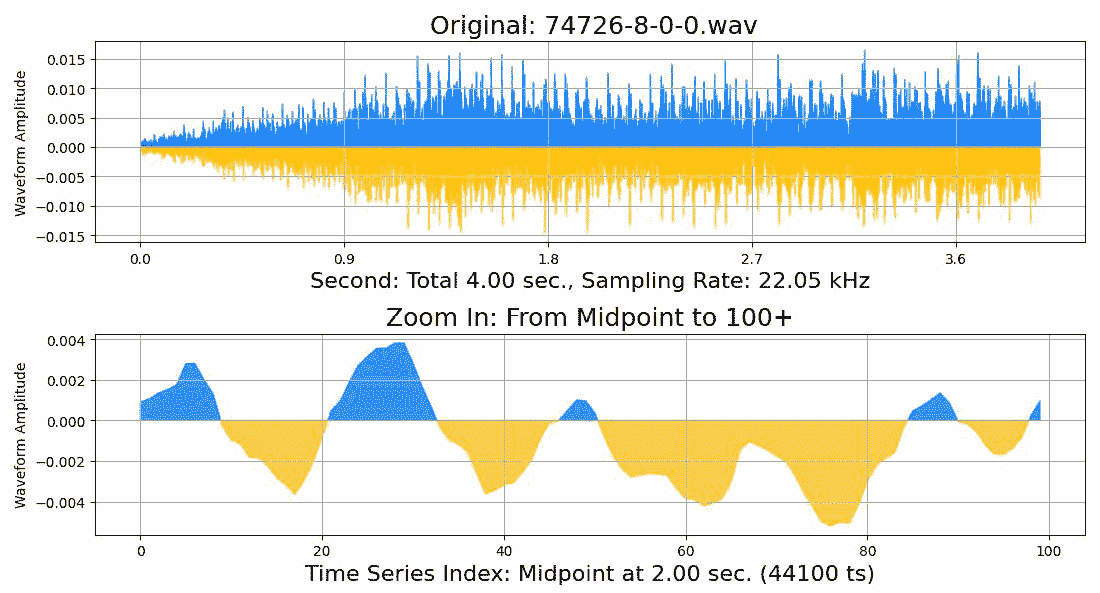 Original: 74726-8-0-0.wav
Waveform Amplitude
0.015
0.010
0.005
0.000
−0.005
−0.010
−0.015
0.0 0.9 1.8 2.7 3.6
Second: Total 4.00 sec., Sampling Rate: 22.05 kHz
Zoom In: From Midpoint to 100+
Waveform Amplitude
0.004
0.002
0.000
−0.002
−0.004
0 20 40 60 80 100
Time Series Index: Midpoint at 2.00 sec. (44100 ts)